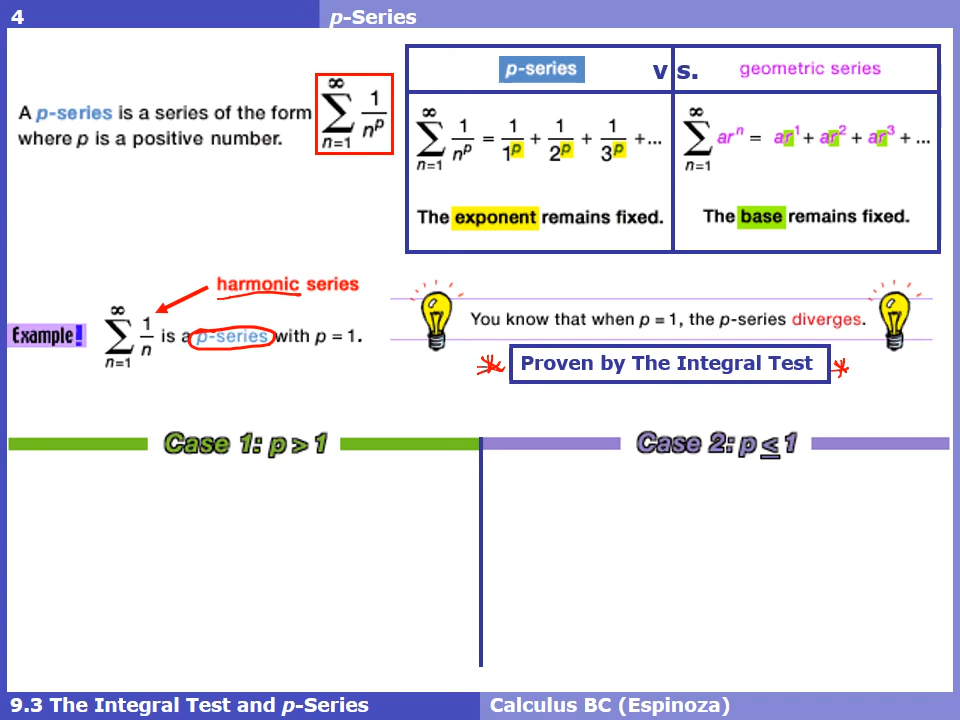 4
p-Series
A p-series is a series of the form
where p is a positive number.
∞ ∑ n=1 1/n^p
p-series
vs.
geometric series
∞ ∑ n=1 1/n^p = 1/1^p + 1/2^p + 1/3^p +...
The exponent remains fixed.
∞ ∑ n=1 ar^n = ar^1 + ar^2 + ar^3 + ...
The base remains fixed.
harmonic series
Example! ∞ ∑ n=1 1/n is a p-series with p = 1.
You know that when p = 1, the p-series diverges.
Proven by The Integral Test
Case 1: p > 1
Case 2: p ≤ 1
9.3 The Integral Test and p-Series
Calculus BC (Espinoza)